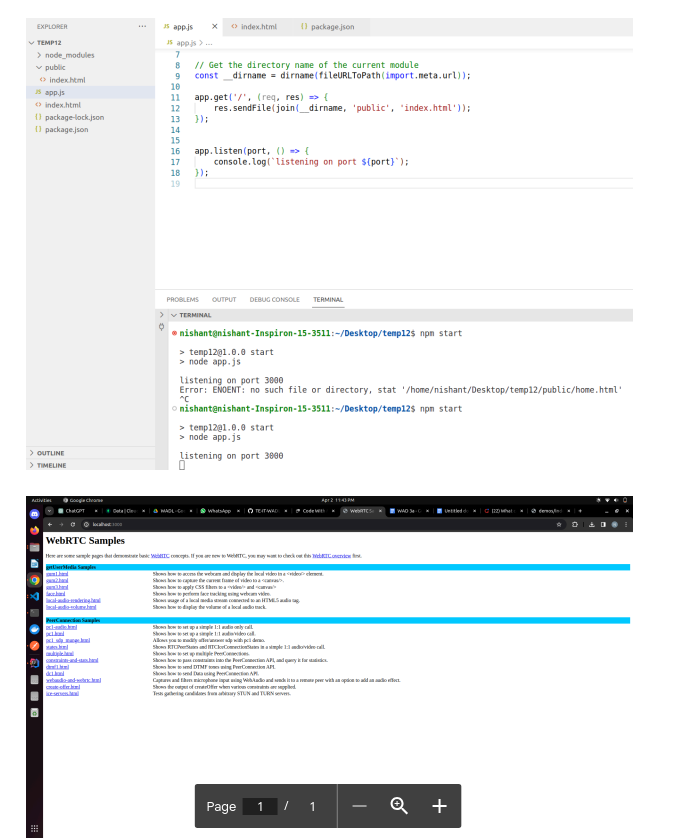 EXPLORER ... JS app.js × <> index.html {} package.json
TEMP12 JS app.js > ...
> node_modules 7
public 8 // Get the directory name of the current module
<> index.html 9 const __dirname = dirname(fileURLToPath(import.meta.url));
JS app.js 10
<> index.html 11 app.get('/', (req, res) => {
{} package-lock.json 12 res.sendFile(join(__dirname, 'public', 'index.html'));
{} package.json 13 });
14
15
16 app.listen(port, () => {
17 console.log(`listening on port ${port}`);
18 });
19
PROBLEMS OUTPUT DEBUG CONSOLE TERMINAL
TERMINAL
nishant@nishant-Inspiron-15-3511:~/Desktop/temp12$ npm start
> temp12@1.0.0 start
> node app.js
listening on port 3000
Error: ENOENT: no such file or directory, stat '/home/nishant/Desktop/temp12/public/home.html'
^C
nishant@nishant-Inspiron-15-3511:~/Desktop/temp12$ npm start
> temp12@1.0.0 start
> node app.js
> OUTLINE
listening on port 3000
> TIMELINE
Activities Google Chrome Apr 2 11:43 PM
ChatGPT Data | Clou WhatsApp Code With WebRTC Sa Untitled d
localhost:3000
WebRTC Samples
Here are some sample pages that demonstrate basic WebRTC concepts. If you are new to WebRTC, you may want to check out this WebRTC overview first.
getUserMedia Samples
gum1.html Shows how to access the webcam and display the local video in a <video/> element.
gum2.html Shows how to capture the current frame of video to a <canvas/>.
gum3.html Shows how to apply CSS filters to a <video/> and <canvas/>
face.html Shows how to perform face tracking using webcam video.
local-audio-rendering.html Shows usage of a local media stream connected to an HTML5 audio tag.
local-audio-volume.html Shows how to display the volume of a local audio track.
PeerConnection Samples
pc1-audio.html Shows how to set up a simple 1:1 audio only call.
pc1.html Shows how to set up a simple 1:1 audio/video call.
pc1_sdp_munge.html Allows you to modify offer/answer sdp with pc1 demo.
states.html Shows RTCPeerStates and RTCIceConnectionStates in a simple 1:1 audio/video call.
multiple.html Shows how to set up multiple PeerConnections.
constraints-and-stats.html Shows how to pass constraints into the PeerConnection API, and query it for statistics.
dtmf1.html Shows how to send DTMF tones using PeerConnection API.
dc1.html Shows how to send Data using PeerConnection API.
webaudio-and-webrtc.html Captures and filters microphone input using WebAudio and sends it to a remote peer with an option to add an audio effect.
create-offer.html Shows the output of createOffer when various constraints are supplied.
ice-servers.html Tests gathering candidates from arbitrary STUN and TURN servers.
Page 1 / 1